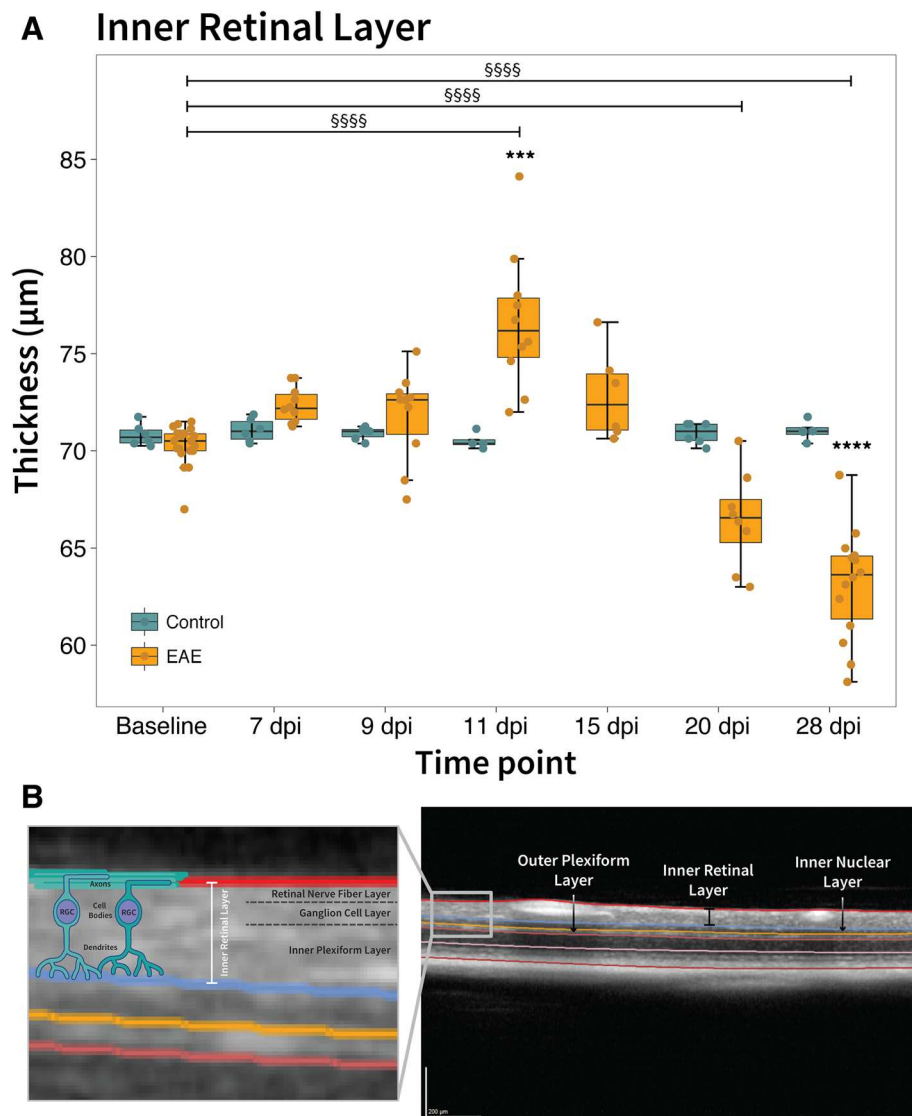 A Inner Retinal Layer
§§§§
§§§§
§§§§
***
****
85
80
75
70
65
60
Thickness (µm)
Control
EAE
Baseline 7 dpi 9 dpi 11 dpi 15 dpi 20 dpi 28 dpi
Time point
B
Axons
RGC
RGC
Cell
Bodies
Dendrites
Inner Retinal Layer
Retinal Nerve Fiber Layer
Ganglion Cell Layer
Inner Plexiform Layer
Outer Plexiform
Layer
Inner Retinal
Layer
Inner Nuclear
Layer
200 µm